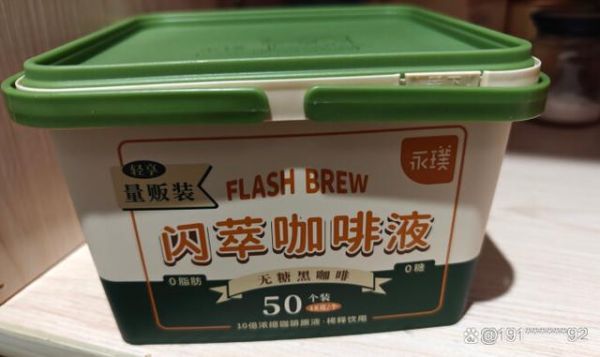 永璞
轻享
量贩装
FLASH BREW
闪萃咖啡液
0脂肪
无糖黑咖啡
0糖
50个装
10倍浓缩咖啡原液·稀释饮用
@191******92